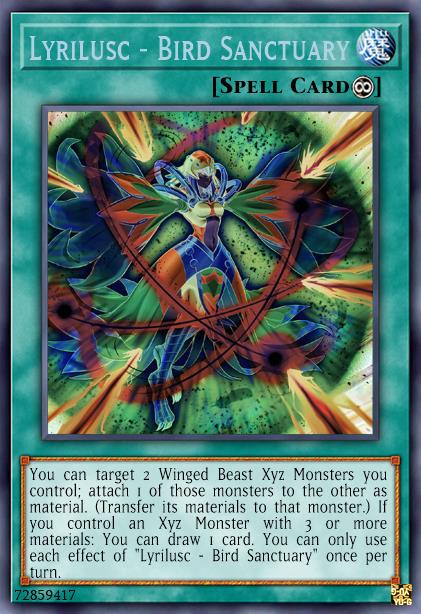 Lyrilusc - Bird Sanctuary
魔
[Spell Card]
You can target 2 Winged Beast Xyz Monsters you
control; attach 1 of those monsters to the other as
material. (Transfer its materials to that monster.) If
you control an Xyz Monster with 3 or more
materials: You can draw 1 card. You can only use
each effect of "Lyrilusc - Bird Sanctuary" once per
turn.
72859417